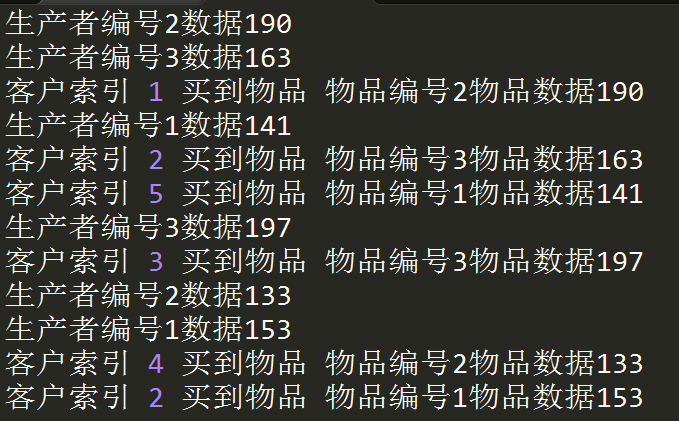 生产者编号2数据190
生产者编号3数据163
客户索引 1 买到物品 物品编号2物品数据190
生产者编号1数据141
客户索引 2 买到物品 物品编号3物品数据163
客户索引 5 买到物品 物品编号1物品数据141
生产者编号3数据197
客户索引 3 买到物品 物品编号3物品数据197
生产者编号2数据133
生产者编号1数据153
客户索引 4 买到物品 物品编号2物品数据133
客户索引 2 买到物品 物品编号1物品数据153